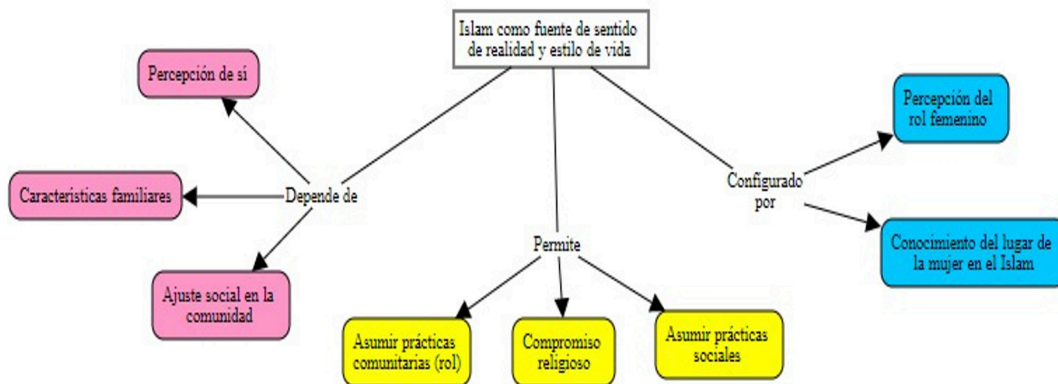 Islam como fuente de sentido
de realidad y estilo de vida
Percepción de sí
Características familiares
Depende de
Ajuste social en la
comunidad
Permite
Asumir prácticas
comunitarias (rol)
Compromiso
religioso
Asumir prácticas
sociales
Configurado
por
Percepción del
rol femenino
Conocimiento del lugar de
la mujer en el Islam